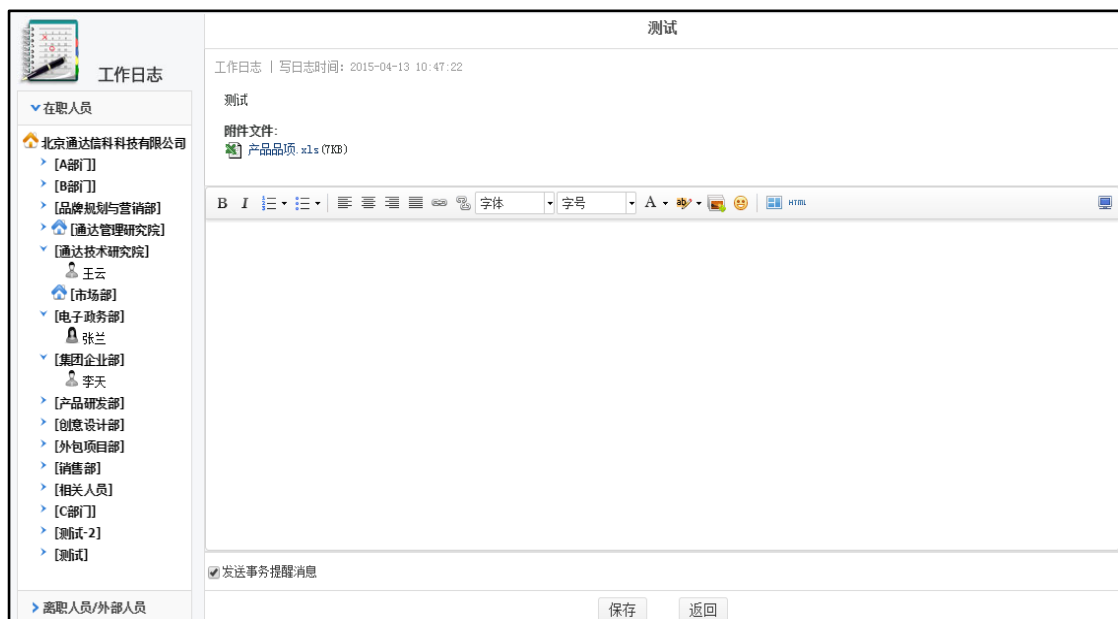 工作日志
在职人员
北京通达信科科技有限公司
[A部门]
[B部门]
[品牌规划与营销部]
[通达管理研究院]
[通达技术研究院]
王云
[市场部]
[电子政务部]
张兰
[集团企业部]
李天
[产品研发部]
[创意设计部]
[外包项目部]
[销售部]
[相关人员]
[C部门]
[测试-2]
[测试]
离职人员/外部人员
测试
工作日志 | 写日志时间：2015-04-13 10:47:22
测试
附件文件:
产品品项.xls(7KB)
B I 字体 字号 A ab HTML
发送事务提醒消息
保存 返回